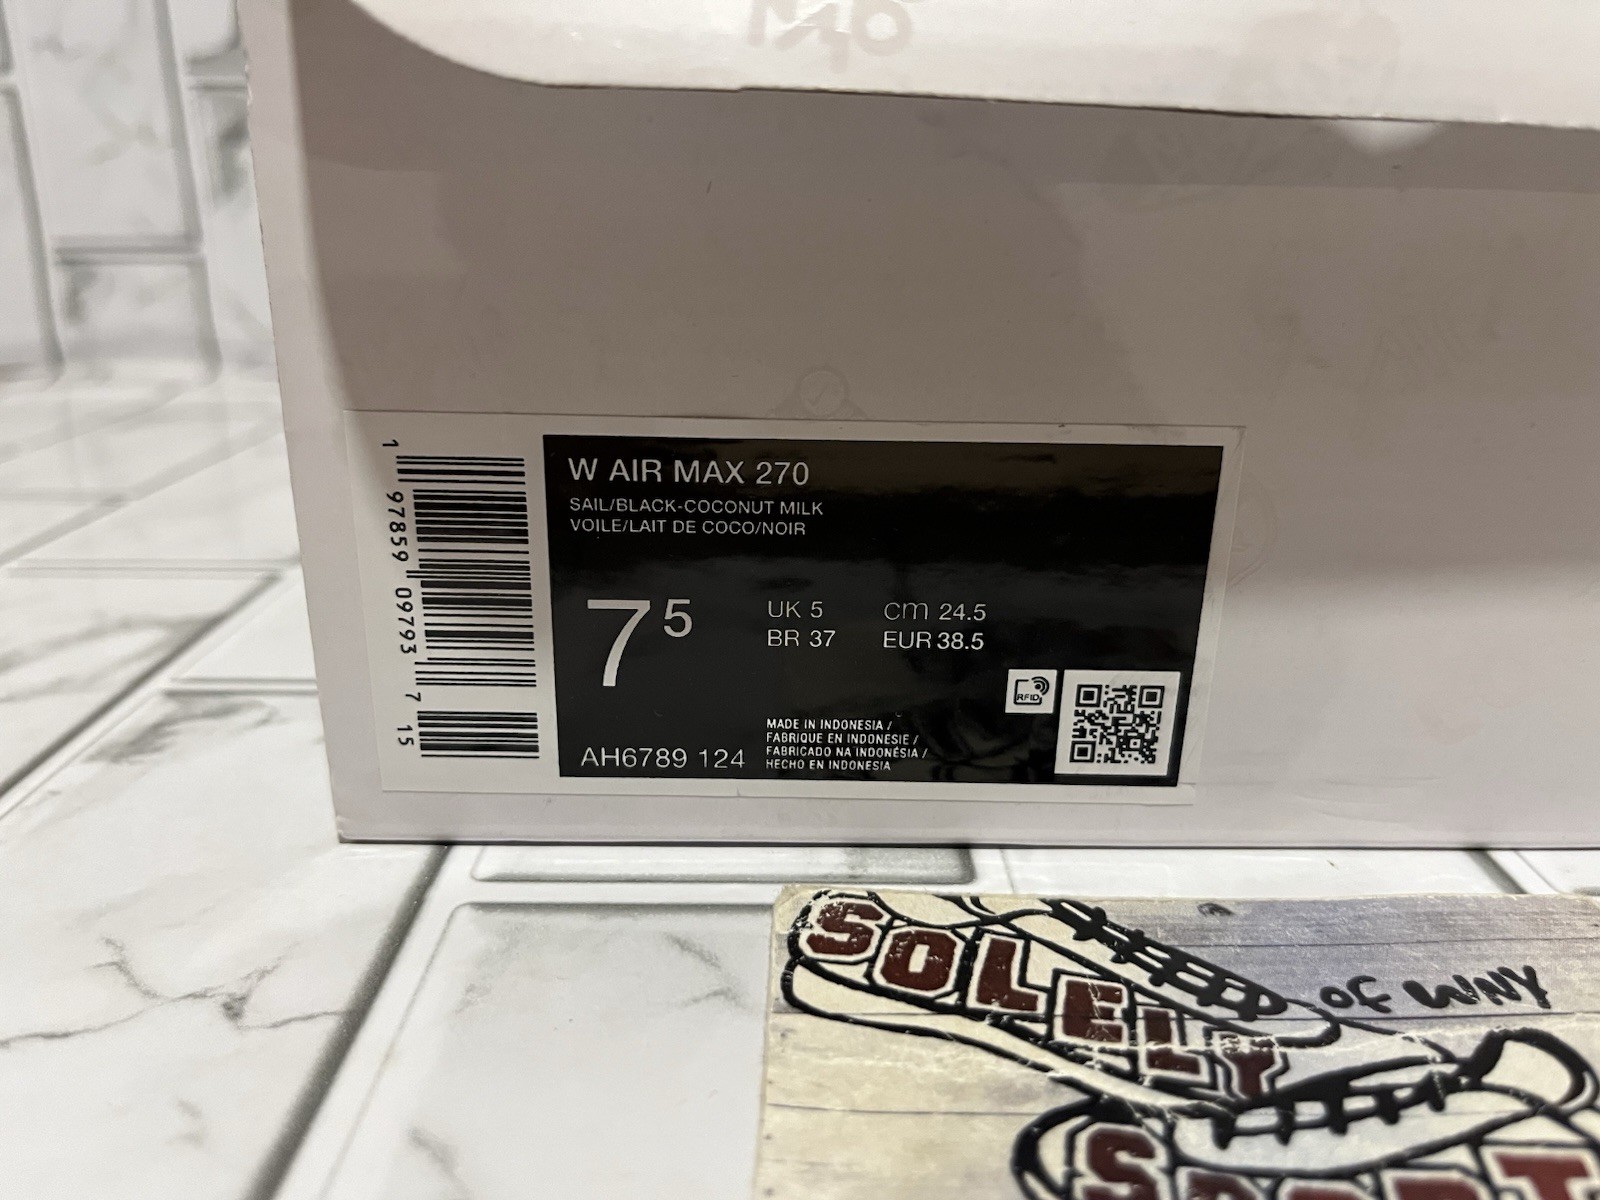 W AIR MAX 270
SAIL/BLACK-COCONUT MILK
VOILE/LAIT DE COCO/NOIR
7 5
UK 5 cm 24.5
BR 37 EUR 38.5
RFID
MADE IN INDONESIA /
FABRIQUE EN INDONESIE /
FABRICADO NA INDONÉSIA /
HECHO EN INDONESIA
AH6789 124
1 97859 09793 7 15
SOLELY
OF WNY